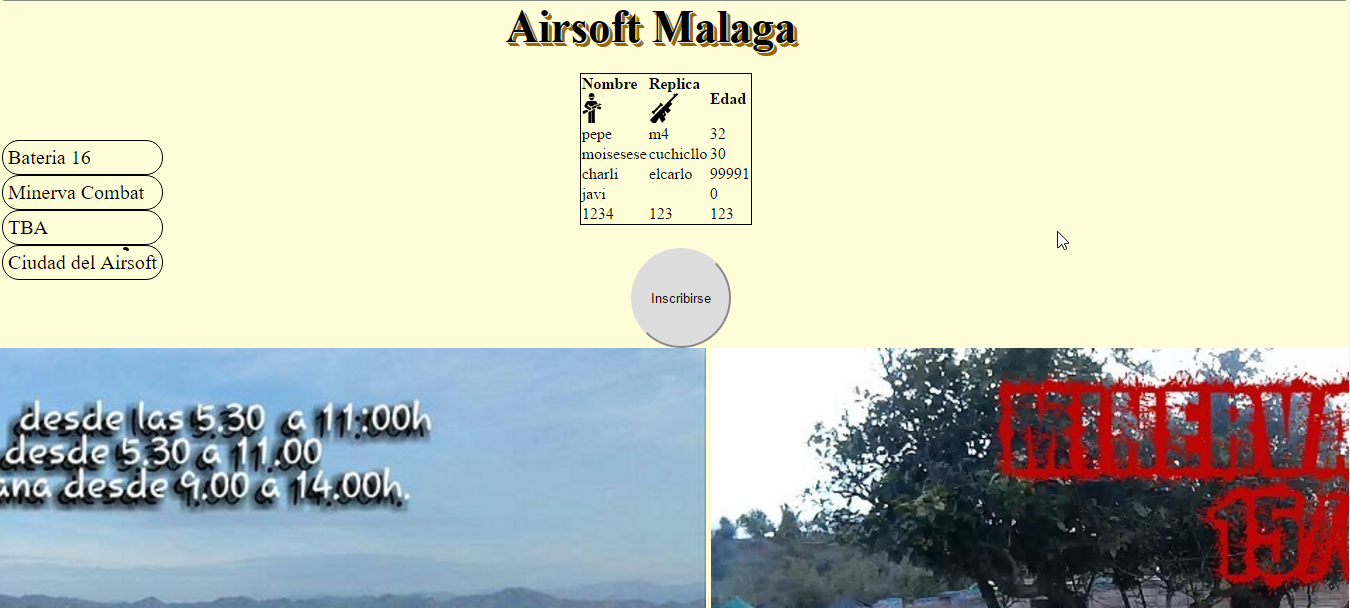 Airsoft Malaga
Nombre Replica Edad
pepe m4 32
moisesese cuchicllo 30
charli elcarlo 99991
javi 0
1234 123 123
Bateria 16
Minerva Combat
TBA
Ciudad del Airsoft
Inscribirse
desde las 5.30 a 11:00h
desde 5.30 a 11.00
ana desde 9.00 a 14.00h.
MINERVA
15/